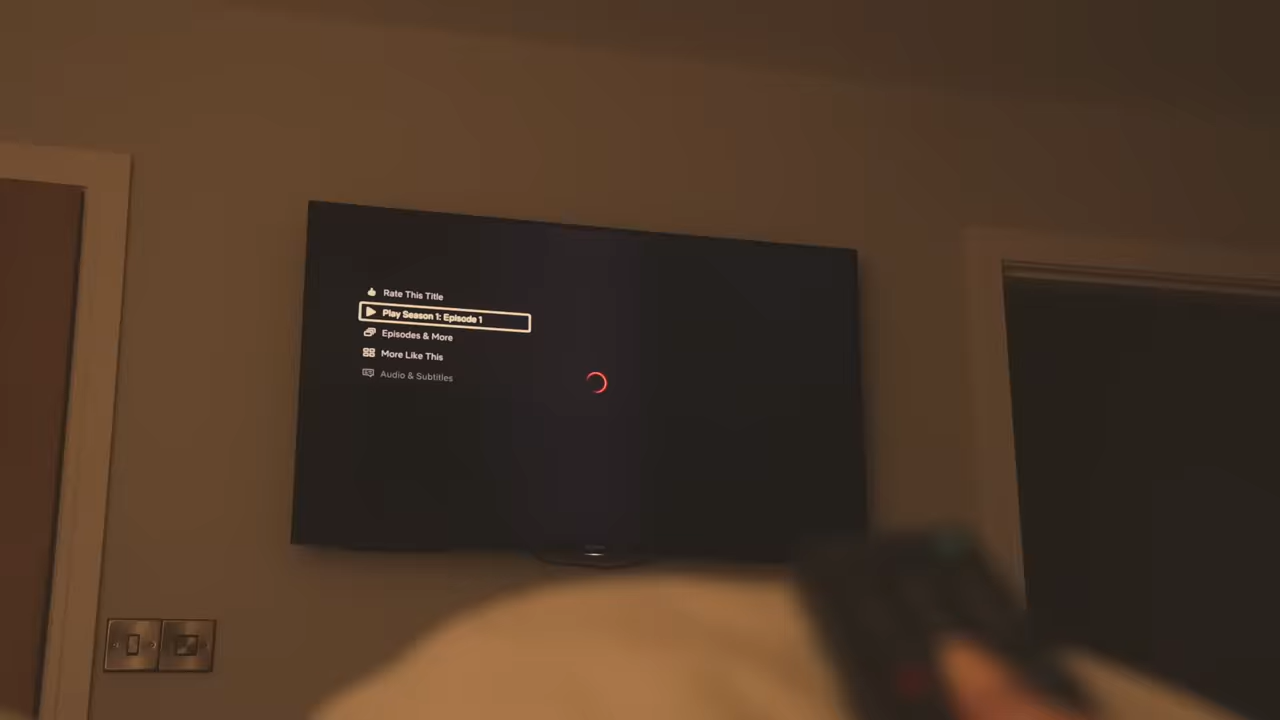 Rate This Title
Play Season 1: Episode 1
Episodes & More
More Like This
Audio & Subtitles